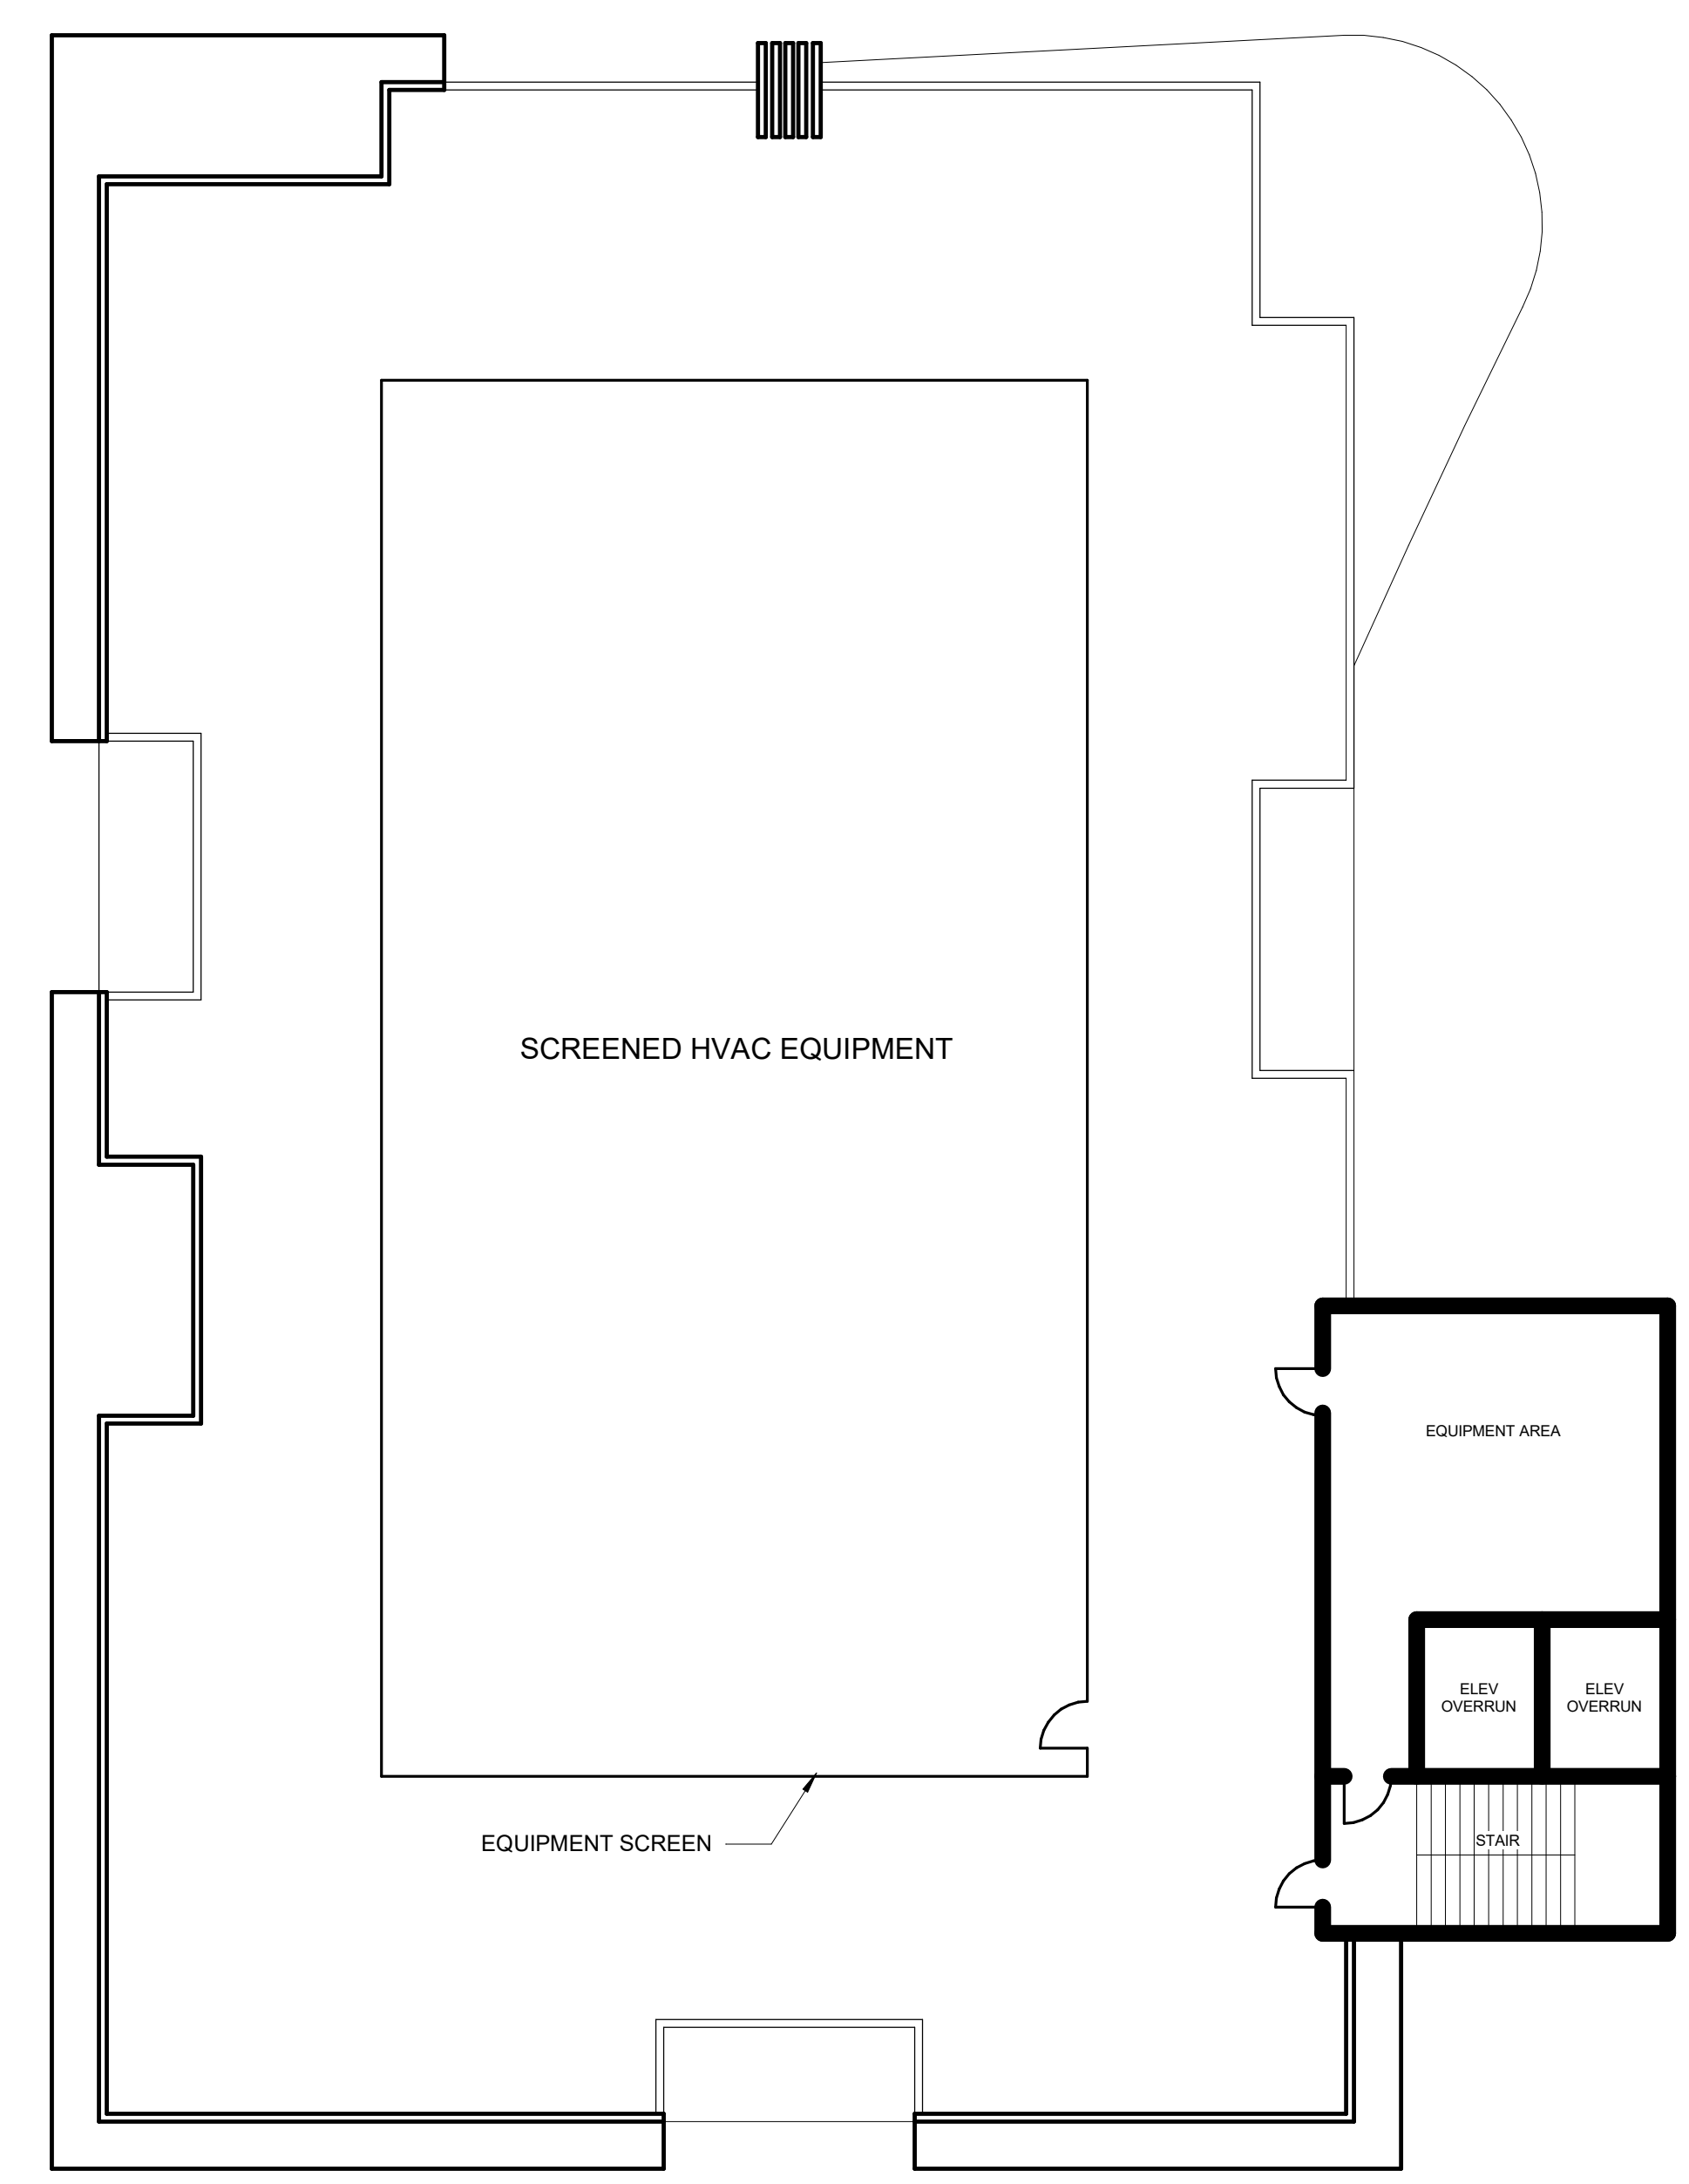 SCREENED HVAC EQUIPMENT
EQUIPMENT AREA
ELEV
OVERRUN
ELEV
OVERRUN
EQUIPMENT SCREEN
STAIR